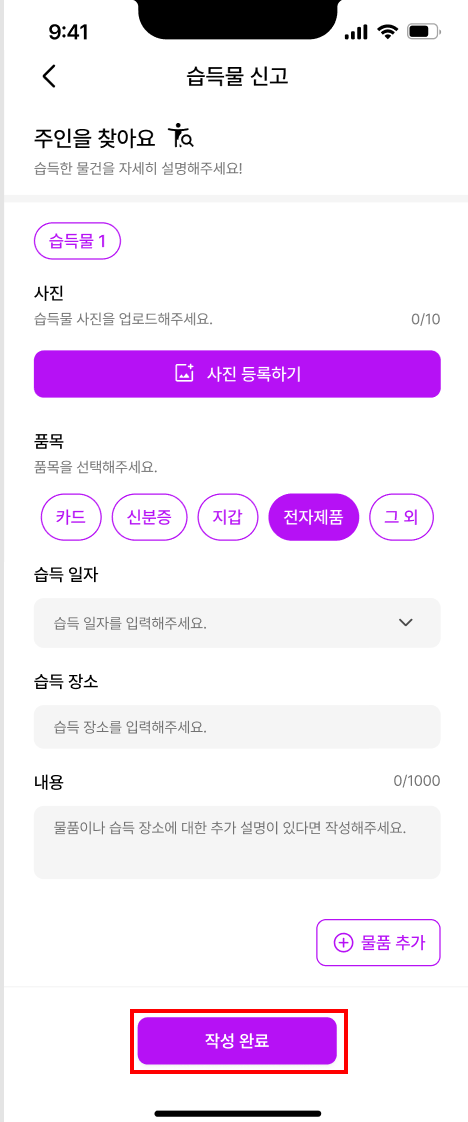 9:41
습득물 신고
주인을 찾아요
습득한 물건을 자세히 설명해주세요!
습득물 1
사진
습득물 사진을 업로드해주세요. 0/10
사진 등록하기
품목
품목을 선택해주세요.
카드 신분증 지갑 전자제품 그 외
습득 일자
습득 일자를 입력해주세요.
습득 장소
습득 장소를 입력해주세요.
내용 0/1000
물품이나 습득 장소에 대한 추가 설명이 있다면 작성해주세요.
물품 추가
작성 완료